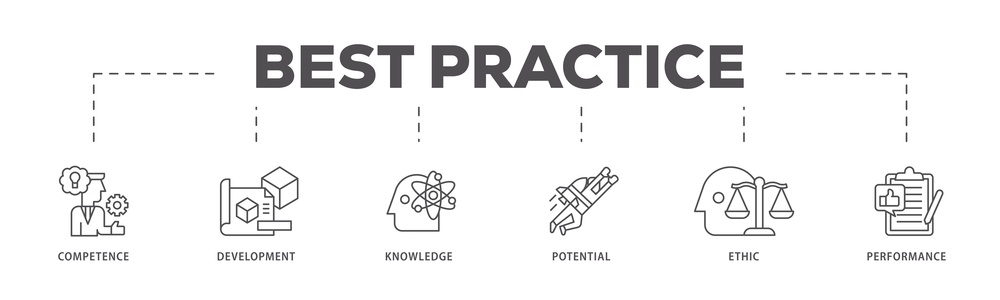 BEST PRACTICE
COMPETENCE
DEVELOPMENT
KNOWLEDGE
POTENTIAL
ETHIC
PERFORMANCE